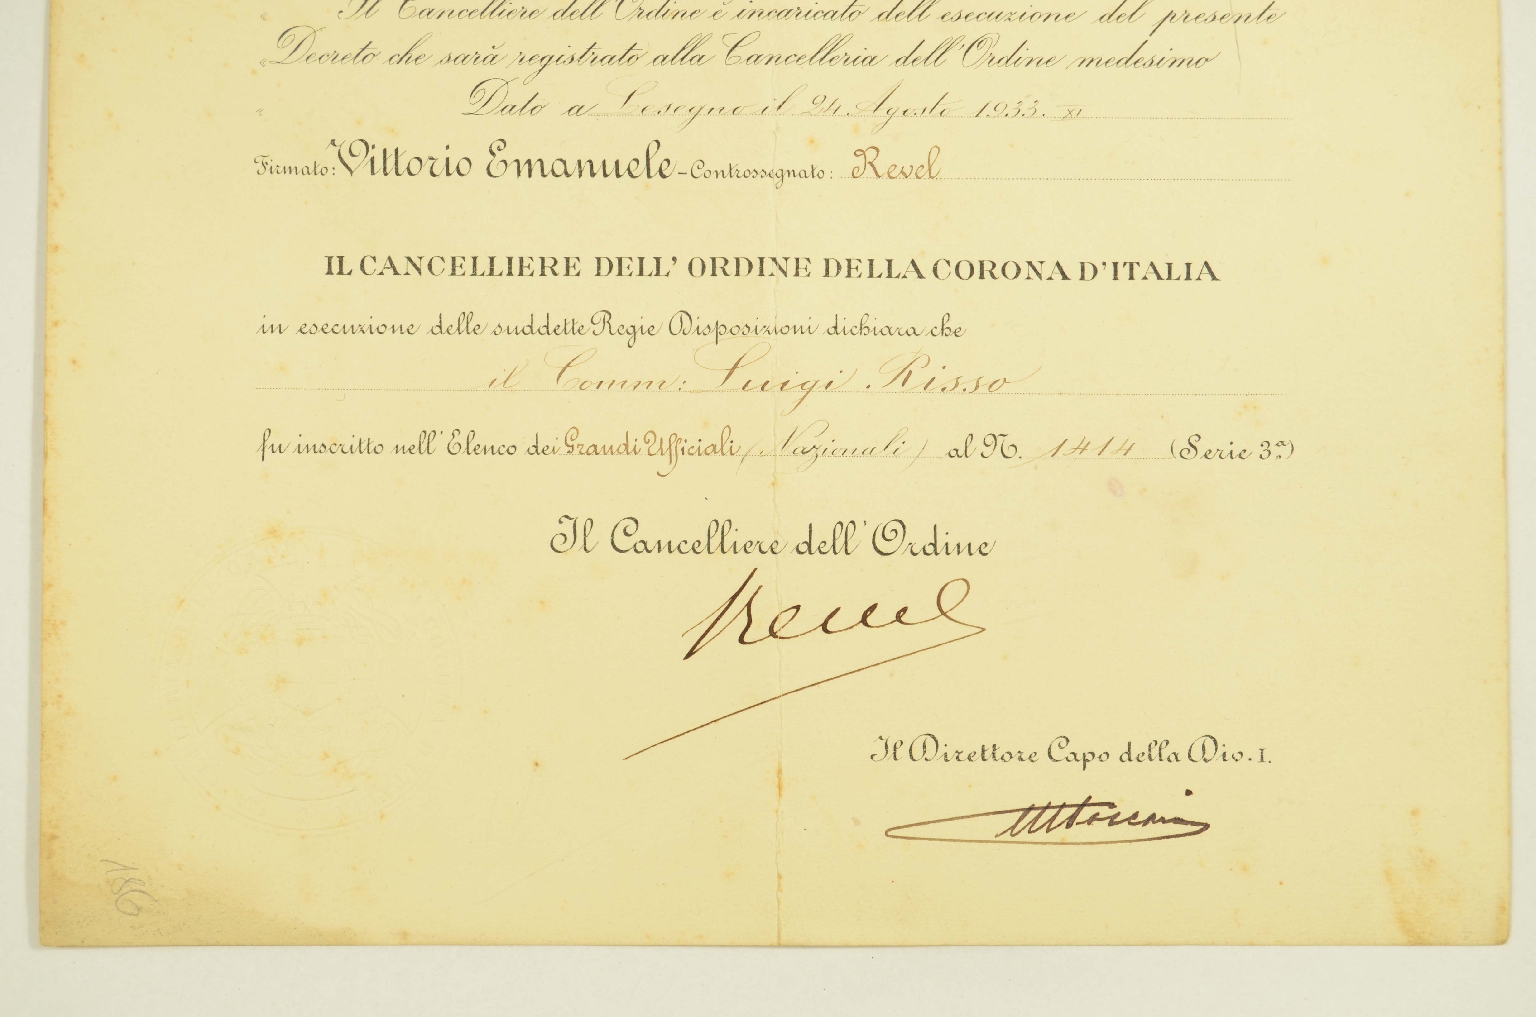 Il Cancelliere dell'Ordine è incaricato dell'esecuzione del presente
Decreto che sarà registrato alla Cancelleria dell'Ordine medesimo
Dato a Lesegno il 24 Agosto 1933. XI
Firmato: Vittorio Emanuele - Controssegnato: Revel
IL CANCELLIERE DELL' ORDINE DELLA CORONA D'ITALIA
in esecuzione delle suddette Regie Disposizioni dichiara che
il Comm: Luigi Risso
fu inscritto nell'Elenco dei Grandi Ufficiali (Nazionali) al N. 1414 (Serie 3ª)
Il Cancelliere dell'Ordine
Revel
Il Direttore Capo della Div. I.
186